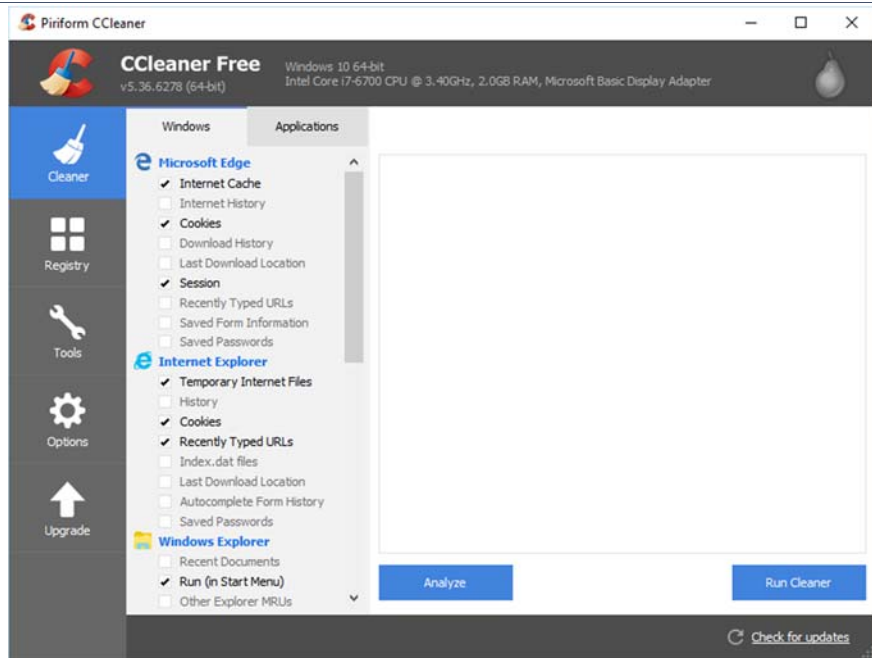 Piriform CCleaner
CCleaner Free
v5.36.6278 (64-bit)
Windows 10 64-bit
Intel Core i7-6700 CPU @ 3.40GHz, 2.0GB RAM, Microsoft Basic Display Adapter
Cleaner
Registry
Tools
Options
Upgrade
Windows
Applications
Microsoft Edge
Internet Cache
Internet History
Cookies
Download History
Last Download Location
Session
Recently Typed URLs
Saved Form Information
Saved Passwords
Internet Explorer
Temporary Internet Files
History
Cookies
Recently Typed URLs
Index.dat files
Last Download Location
Autocomplete Form History
Saved Passwords
Windows Explorer
Recent Documents
Run (in Start Menu)
Other Explorer MRUs
Analyze
Run Cleaner
Check for updates